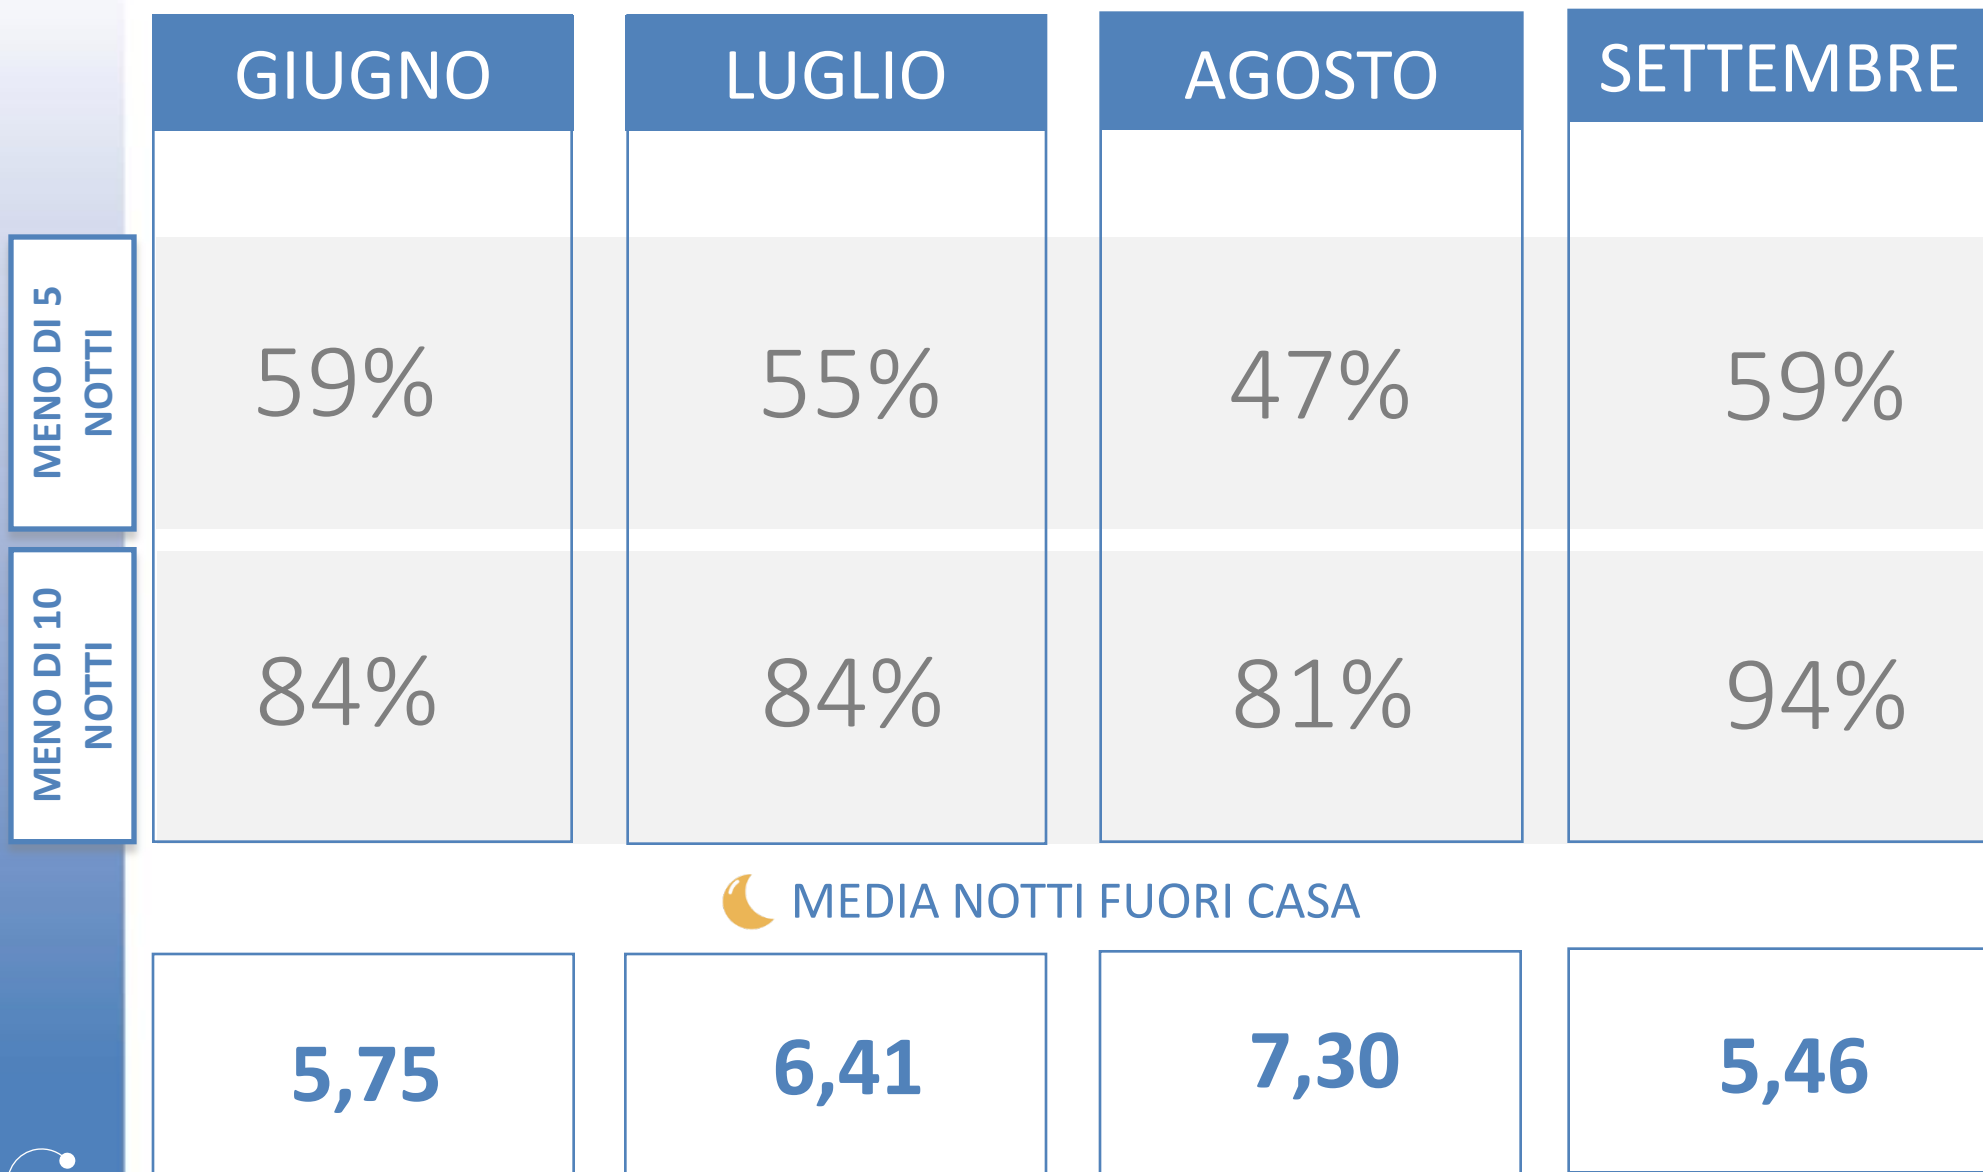 GIUGNO
LUGLIO
AGOSTO
SETTEMBRE
MENO DI 5
NOTTI
59%
55%
47%
59%
MENO DI 10
NOTTI
84%
84%
81%
94%
MEDIA NOTTI FUORI CASA
5,75
6,41
7,30
5,46